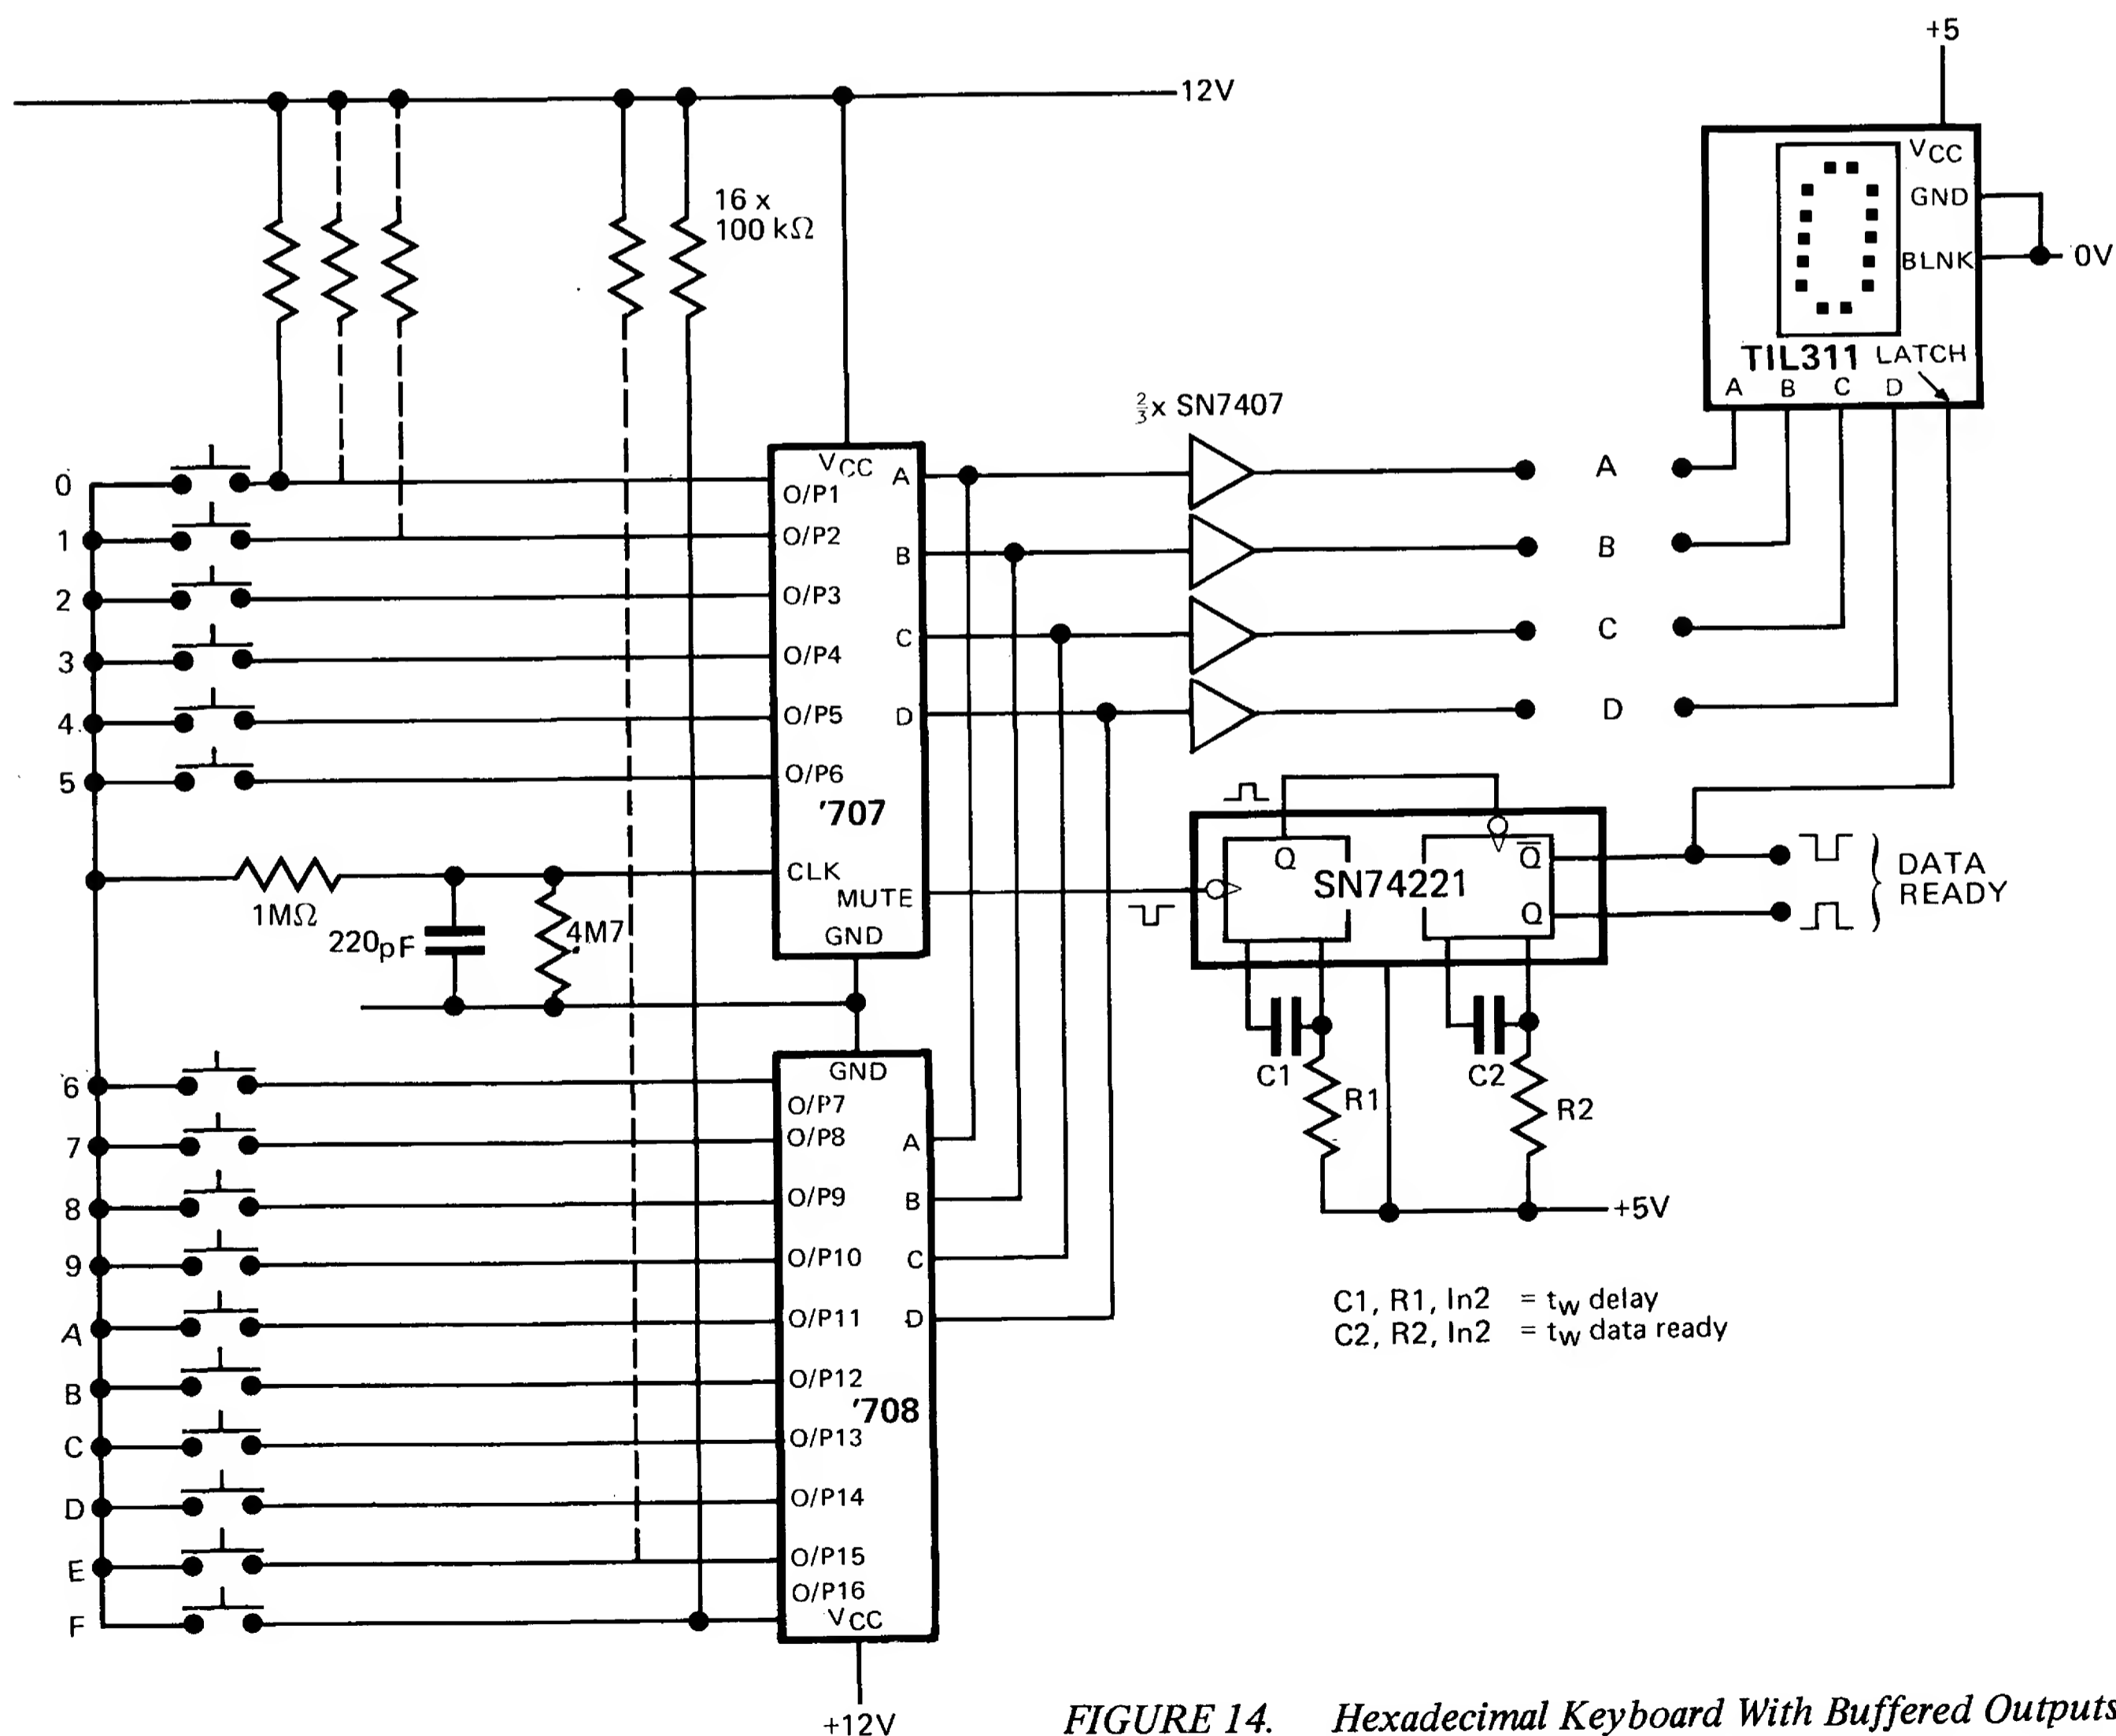 +5
12V
16 x
100 kΩ
VCC
GND
BLNK
0V
TIL311 LATCH
A B C D
⅔x SN7407
0
1
2
3
4
5
VCC
O/P1
O/P2
O/P3
O/P4
O/P5
O/P6
'707
CLK
MUTE
GND
A
B
C
D
A
B
C
D
1MΩ
220pF
4M7
Q
SN74221
Q̅
Q
DATA
READY
C1
R1
C2
R2
+5V
6
7
8
9
A
B
C
D
E
F
GND
O/P7
O/P8
O/P9
O/P10
O/P11
O/P12
'708
O/P13
O/P14
O/P15
O/P16
VCC
A
B
C
D
+12V
C1, R1, In2 = tw delay
C2, R2, In2 = tw data ready
FIGURE 14. Hexadecimal Keyboard With Buffered Outputs